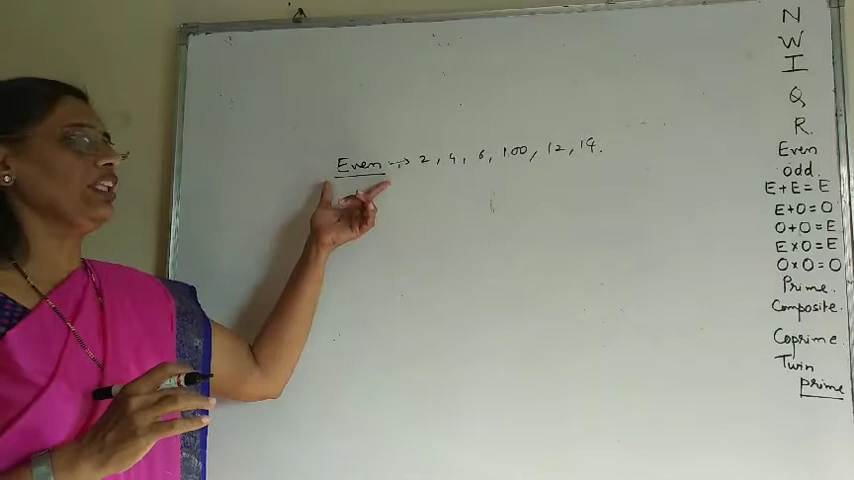 Even → 2, 4, 6, 100, 12, 14.
N
W
I
Q
R.
Even
odd.
E+E=E
E+O=O
O+O=E
E×O=E
O×O=O
Prime.
Composite.
Coprime.
Twin
prime